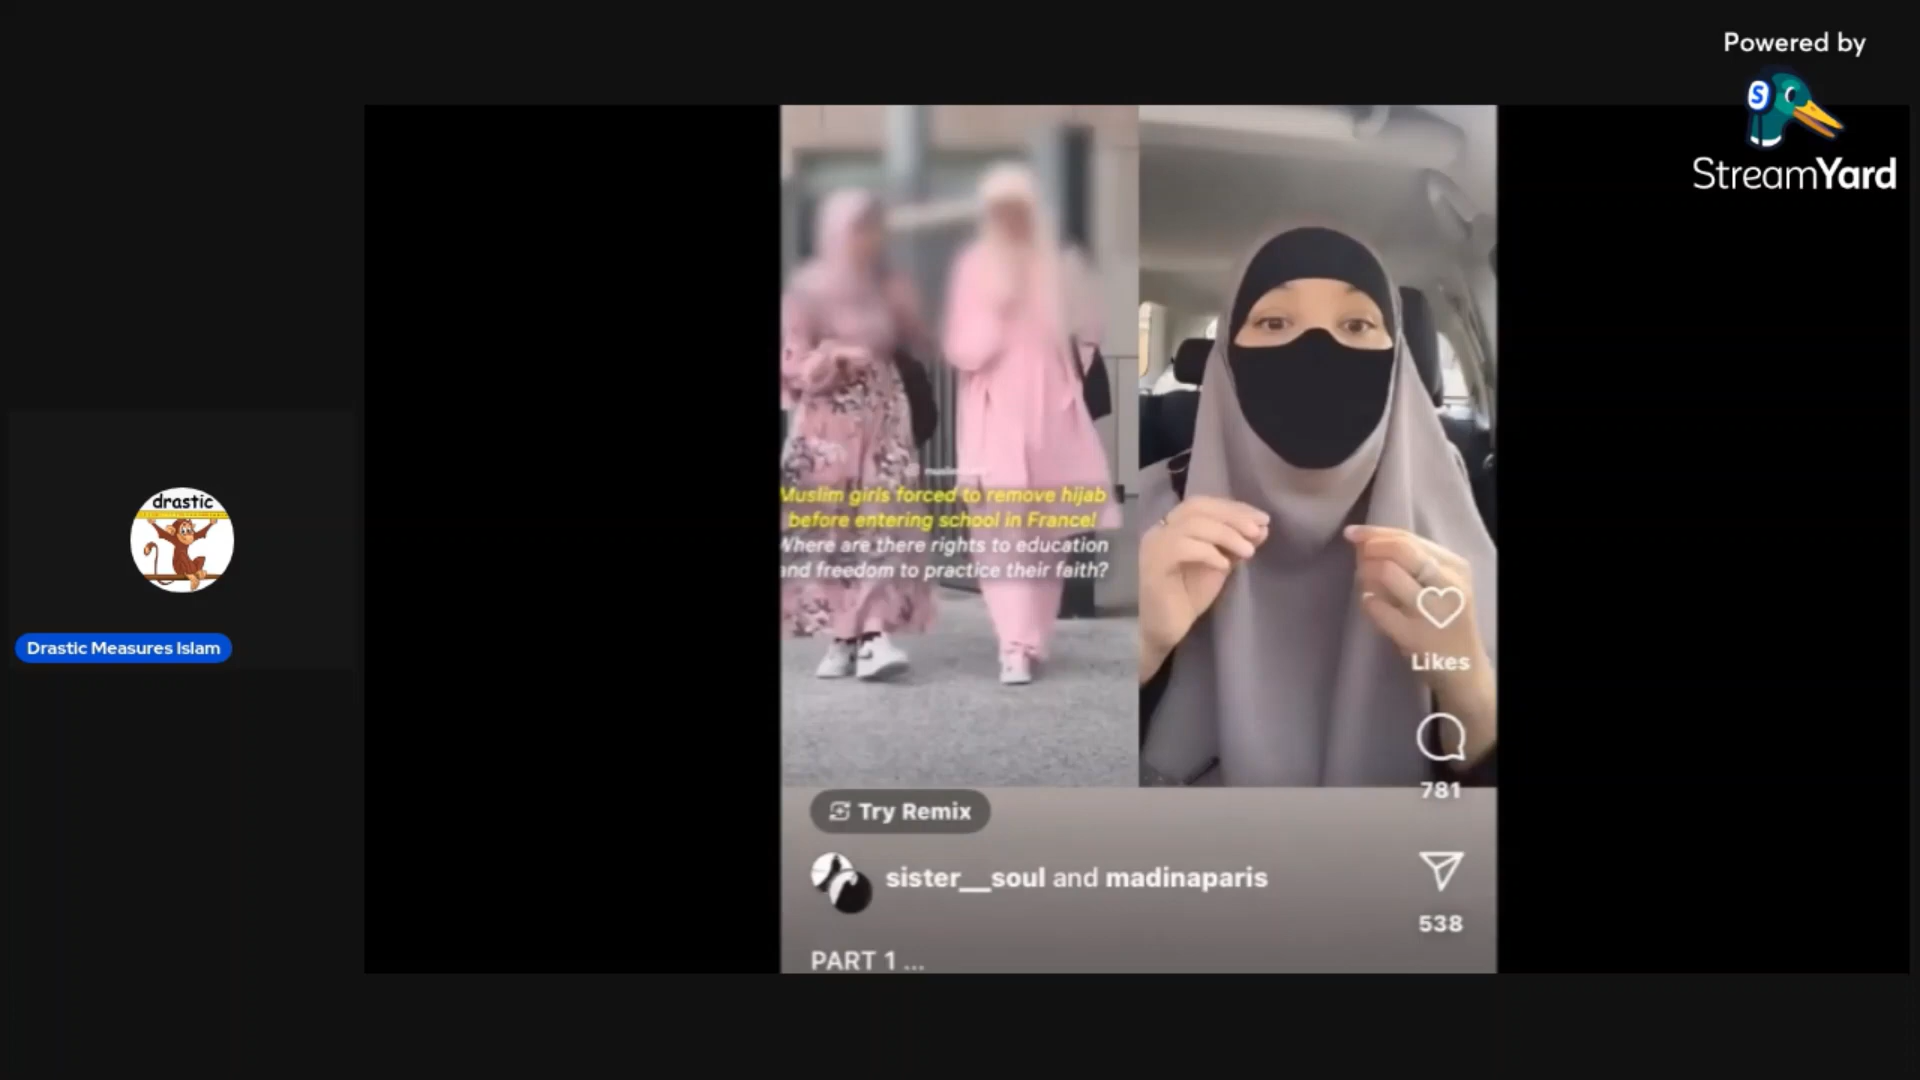 Powered by
S
StreamYard
drastic
Drastic Measures Islam
Muslim girls forced to remove hijab
before entering school in France!
Where are there rights to education
and freedom to practice their faith?
Likes
781
Try Remix
sister__soul and madinaparis
538
PART 1 ...